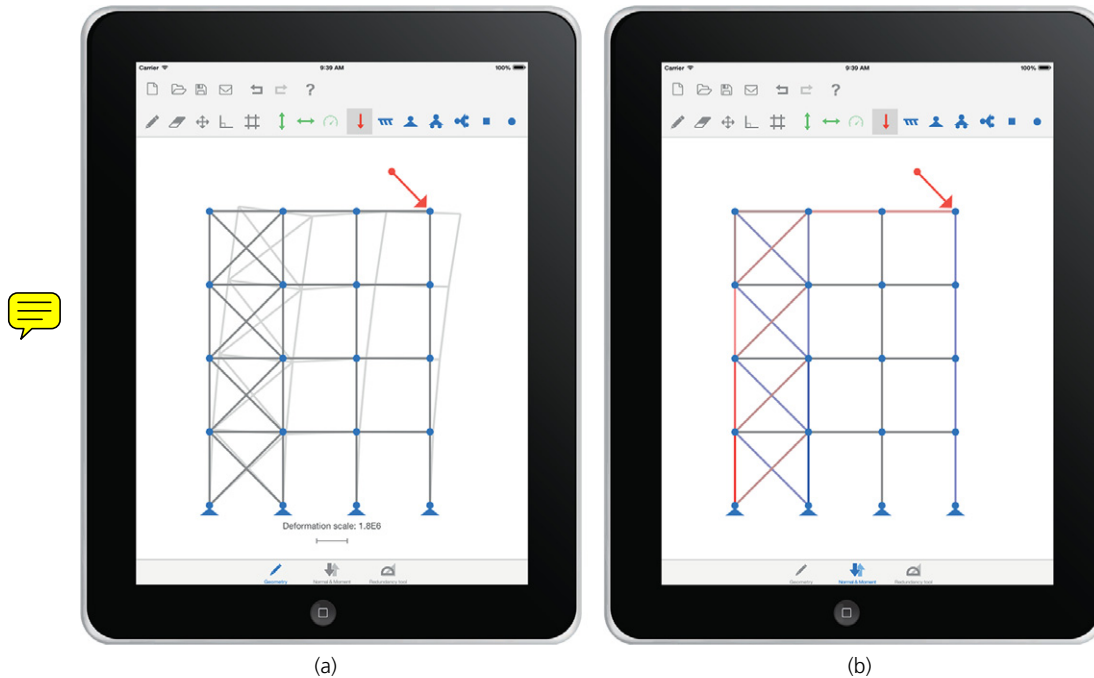 Carrier 9:39 AM 100%
?
Deformation scale: 1.8E6
Geometry Normal & Moment Redundancy tool
(a)
Carrier 9:39 AM 100%
?
Geometry Normal & Moment Redundancy tool
(b)